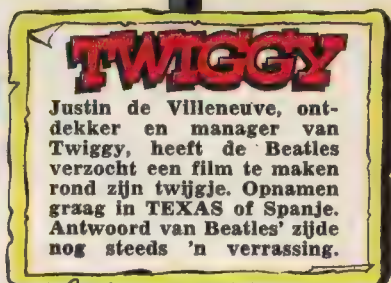 TWIGGY
Justin de Villeneuve, ont-
dekker en manager van
Twiggy, heeft de Beatles
verzocht een film te maken
rond zijn twijgje. Opnamen
graag in TEXAS of Spanje.
Antwoord van Beatles' zijde
nog steeds 'n verrassing.